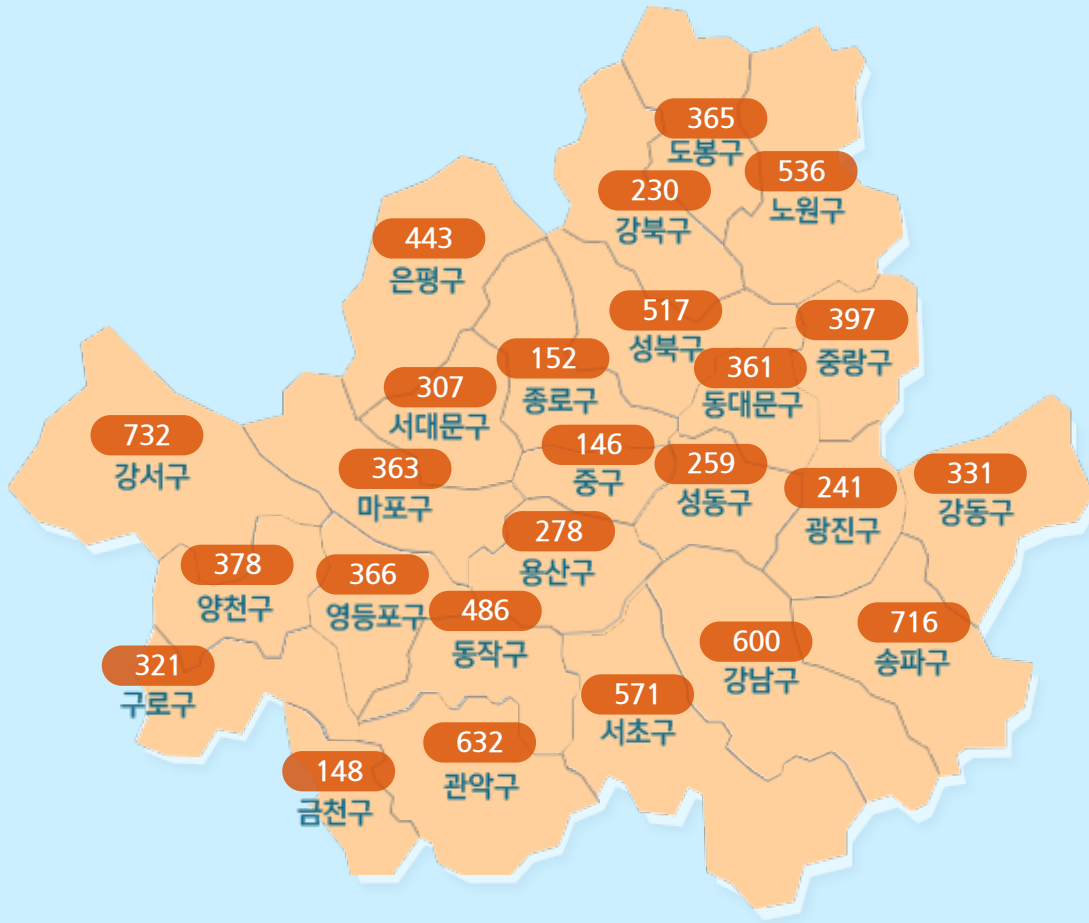 365
도봉구
536
노원구
230
강북구
443
은평구
517
성북구
397
중랑구
152
종로구
361
동대문구
307
서대문구
732
강서구
146
중구
363
마포구
259
성동구
241
광진구
331
강동구
278
용산구
378
양천구
366
영등포구
486
동작구
716
송파구
600
강남구
321
구로구
571
서초구
632
관악구
148
금천구